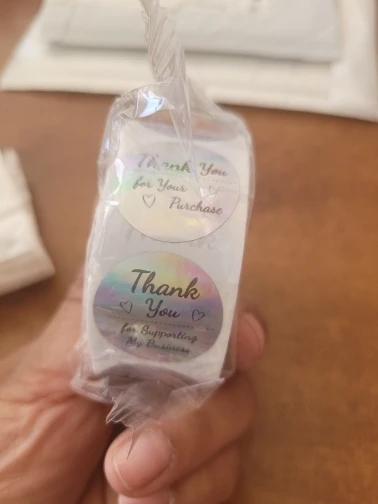 Thank You
for Your
Purchase
Thank
You
for Supporting
My Business